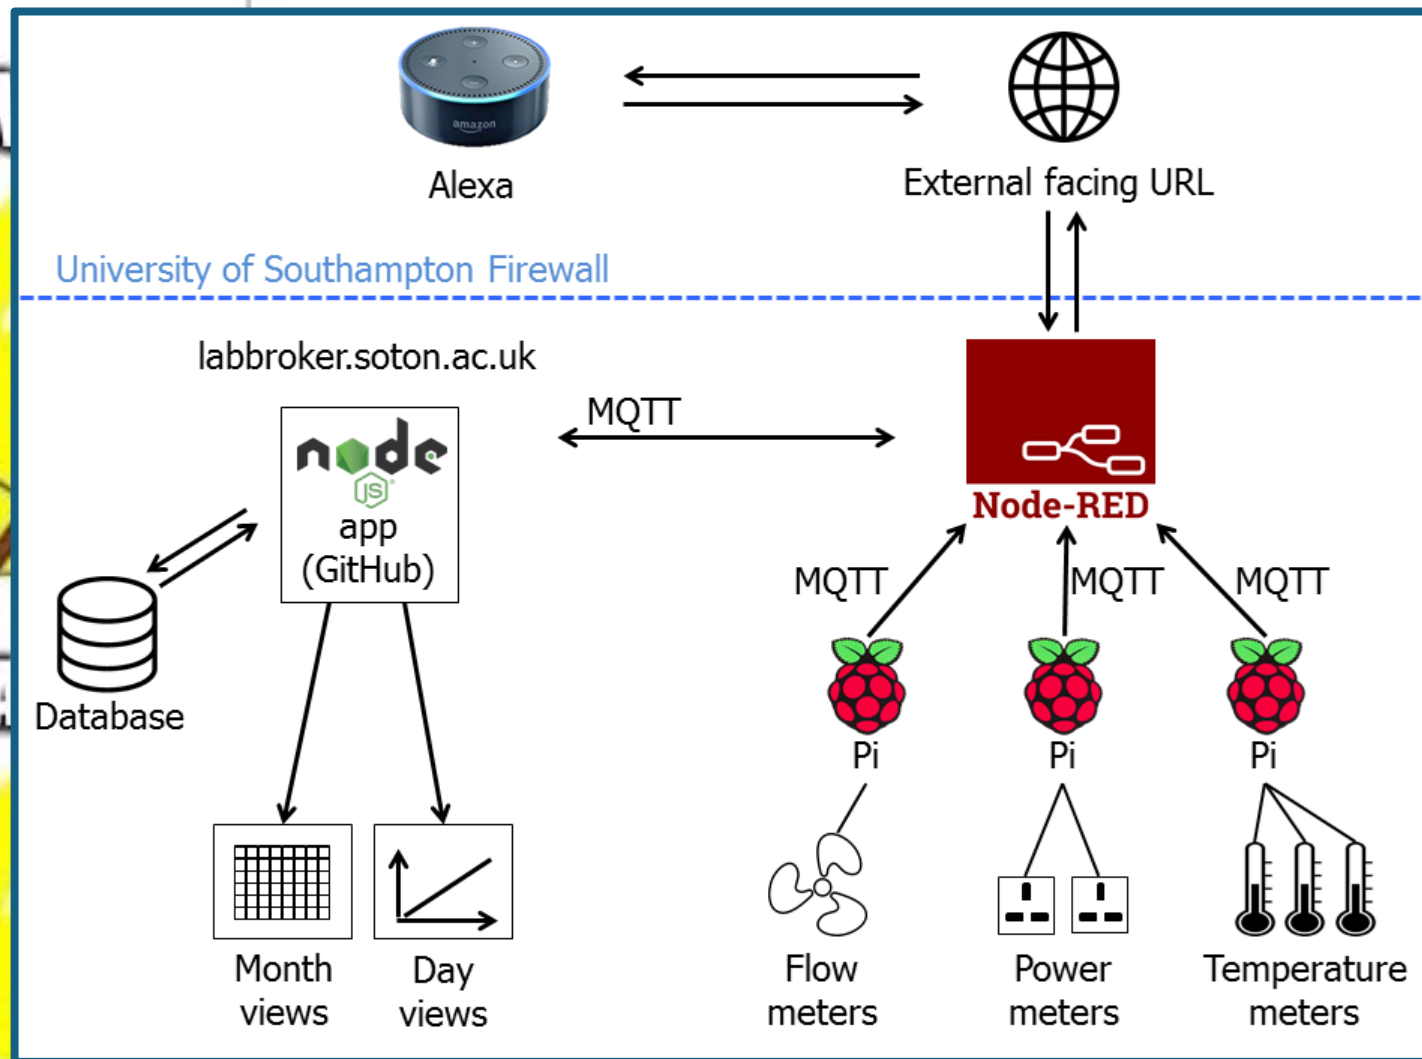 amazon
Alexa
External facing URL
University of Southampton Firewall
labbroker.soton.ac.uk
MQTT
node
JS
app
(GitHub)
Node-RED
MQTT
MQTT
MQTT
Database
Pi
Pi
Pi
Month
views
Day
views
Flow
meters
Power
meters
Temperature
meters